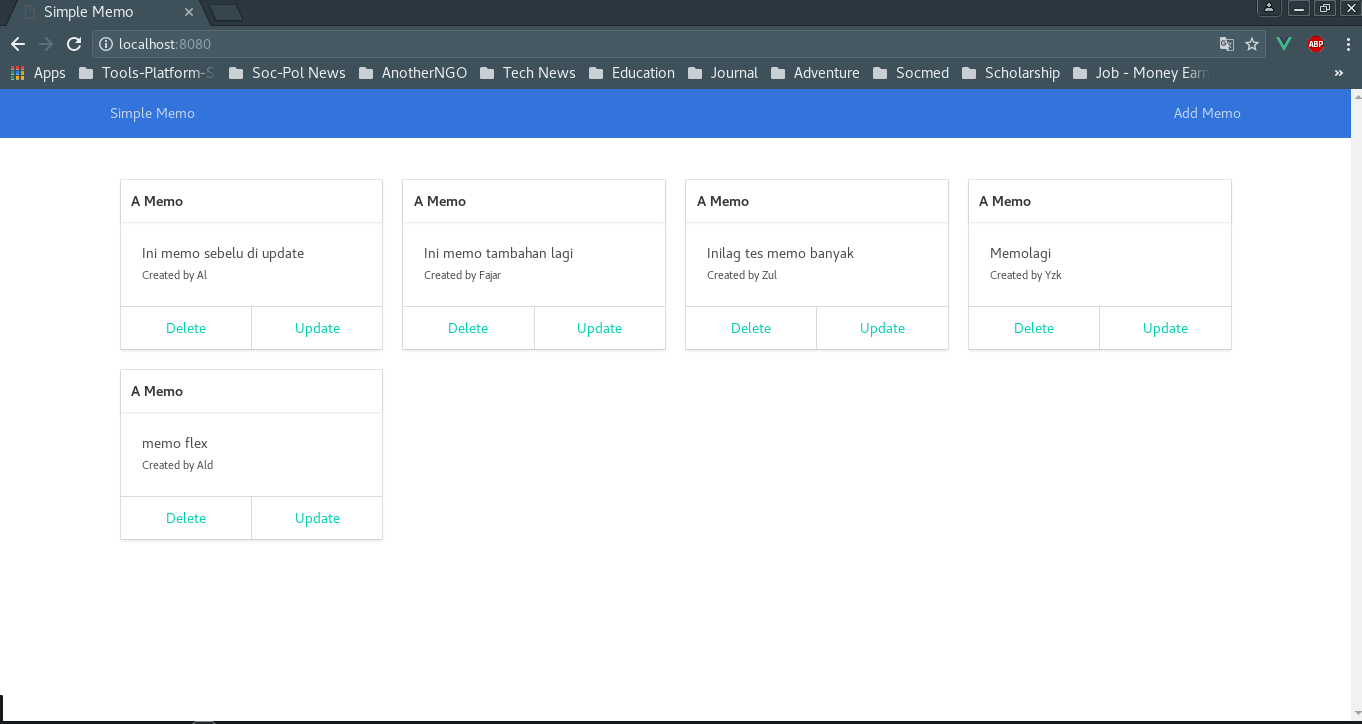 Simple Memo
localhost:8080
Apps Tools-Platform-S Soc-Pol News AnotherNGO Tech News Education Journal Adventure Socmed Scholarship Job - Money Earn »
Simple Memo Add Memo
A Memo A Memo A Memo A Memo
Ini memo sebelu di update Ini memo tambahan lagi Inilag tes memo banyak Memolagi
Created by Al Created by Fajar Created by Zul Created by Yzk
Delete Update Delete Update Delete Update Delete Update
A Memo
memo flex
Created by Ald
Delete Update
ABP